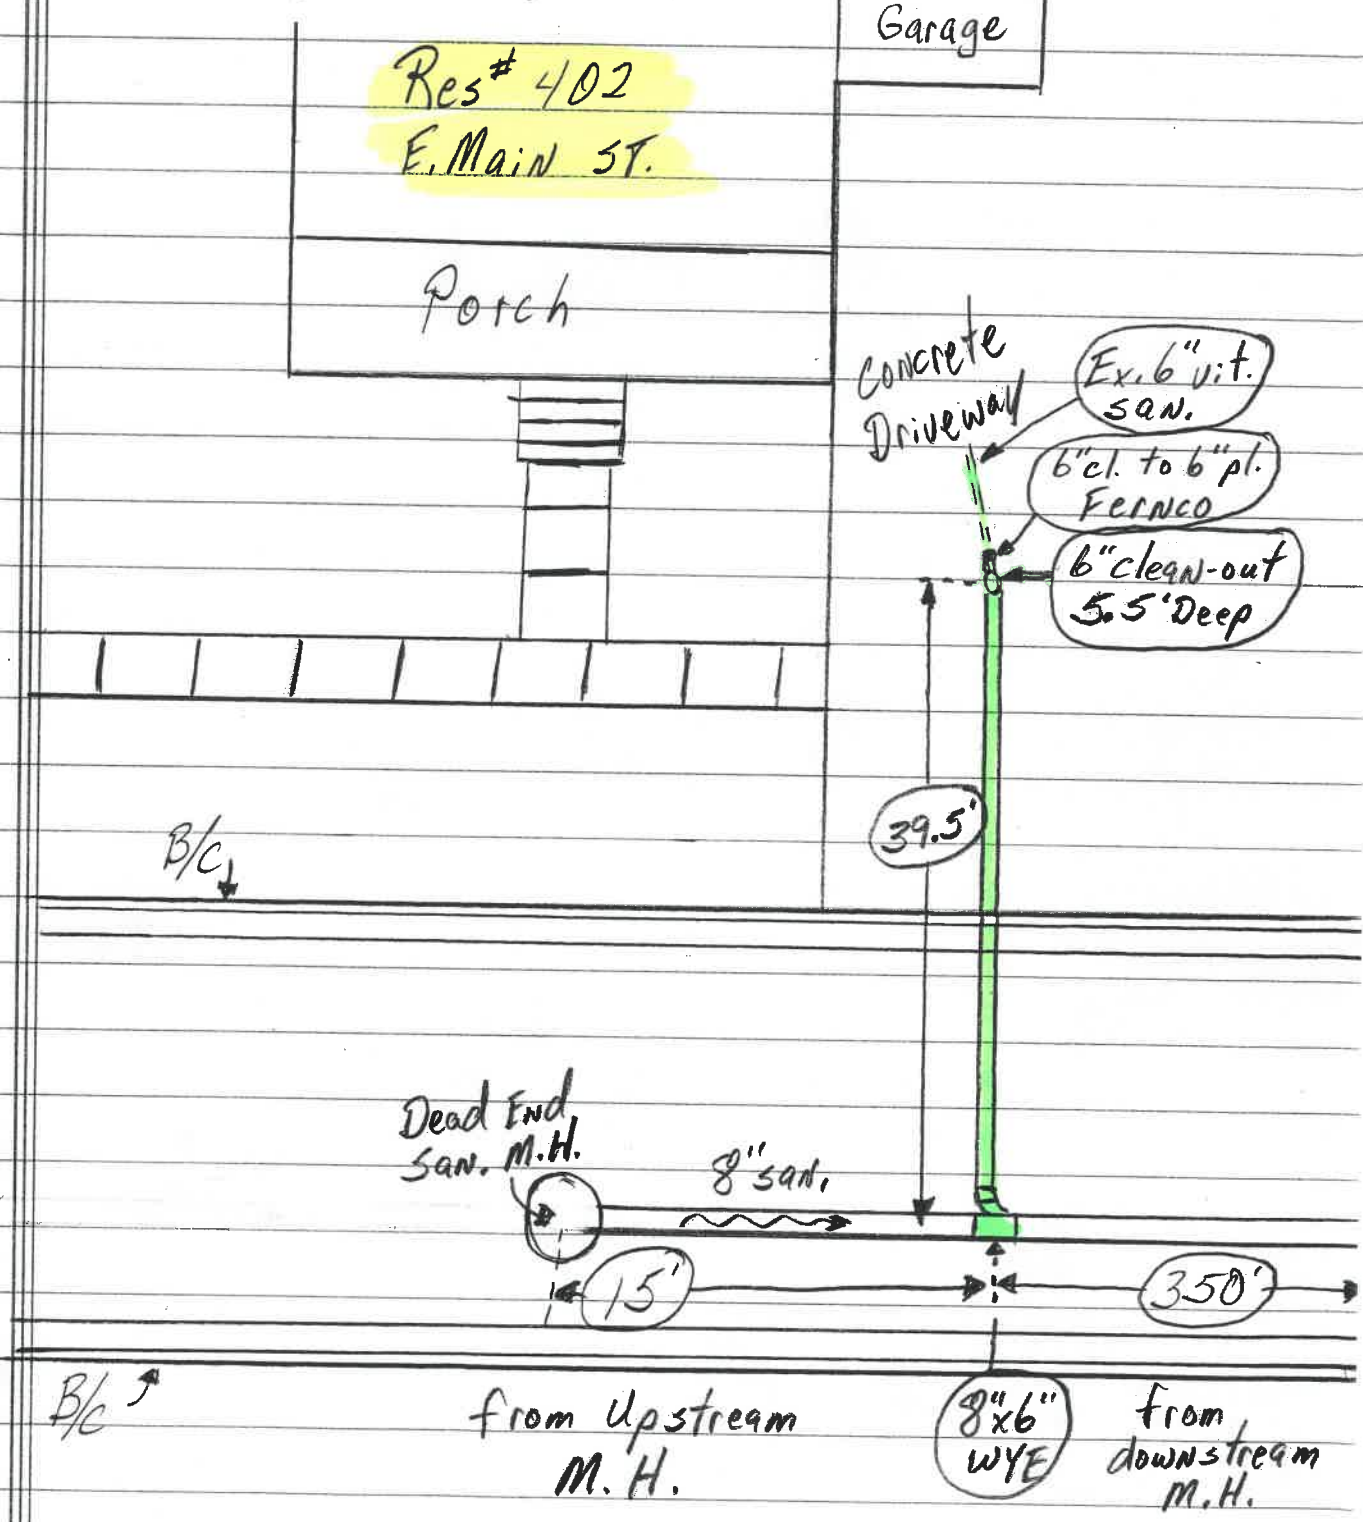 Garage
Res# 402
E. Main ST.
Porch
Concrete
Driveway
Ex. 6" vit.
san.
6" cl. to 6" pl.
Fernco
6" clean-out
5.5' Deep
39.5'
B/C
Dead End
san. M.H.
8" san.
15'
350'
B/C
from Upstream
M. H.
8"x6"
WYE
from
downstream
M.H.